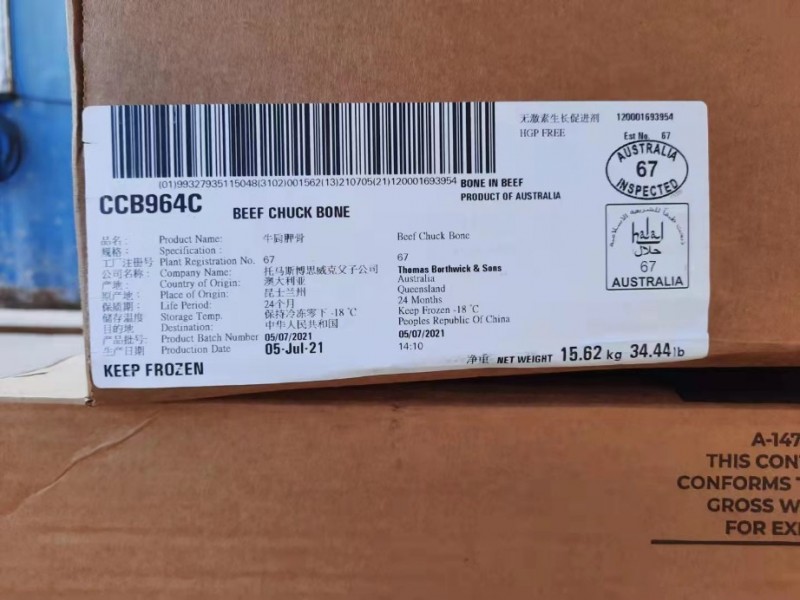 无激素生长促进剂 120001693954
HGP FREE
Est No. 67
AUSTRALIA
67
INSPECTED
(01)99327935115048(3102)001562(13)210705(21)120001693954
BONE IN BEEF
PRODUCT OF AUSTRALIA
CCB964C BEEF CHUCK BONE
halal
حلال
67
AUSTRALIA
品名: Product Name: 牛肩胛骨 Beef Chuck Bone
规格: Specification :
工厂注册号 Plant Registration No. 67 67
公司名称: Company Name: 托马斯博思威克父子公司 Thomas Borthwick & Sons
产地: Country of Origin: 澳大利亚 Australia
原产地: Place of Origin: 昆士兰州 Queensland
保质期: Life Period: 24个月 24 Months
储存温度 Storage Temp. 保持冷冻零下 -18℃ Keep Frozen -18 ℃
目的地 Destination: 中华人民共和国 Peoples Republic Of China
产品批号: Product Batch Number 05/07/2021 05/07/2021
生产日期 Production Date 05-Jul-21 14:10
净重 NET WEIGHT 15.62 kg 34.44 lb
KEEP FROZEN
A-147
THIS CON
CONFORMS
GROSS W
FOR EX